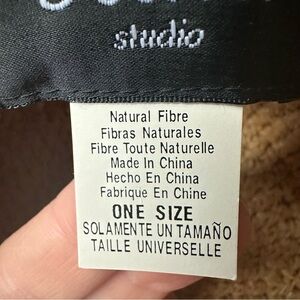 studio
Natural Fibre
Fibras Naturales
Fibre Toute Naturelle
Made In China
Hecho En China
Fabrique En Chine
ONE SIZE
SOLAMENTE UN TAMAÑO
TAILLE UNIVERSELLE